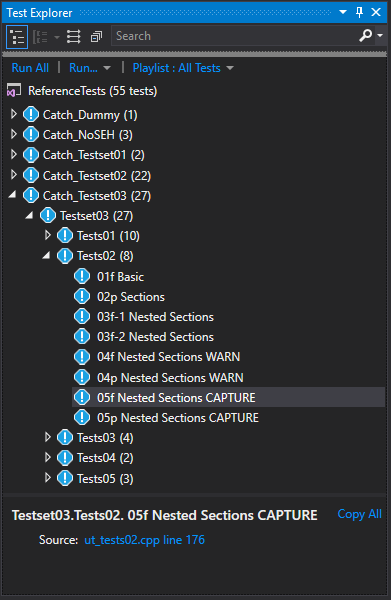 Test Explorer
Search
Run All | Run... | Playlist : All Tests
ReferenceTests (55 tests)
Catch_Dummy (1)
Catch_NoSEH (3)
Catch_Testset01 (2)
Catch_Testset02 (22)
Catch_Testset03 (27)
Testset03 (27)
Tests01 (10)
Tests02 (8)
01f Basic
02p Sections
03f-1 Nested Sections
03f-2 Nested Sections
04f Nested Sections WARN
04p Nested Sections WARN
05f Nested Sections CAPTURE
05p Nested Sections CAPTURE
Tests03 (4)
Tests04 (2)
Tests05 (3)
Testset03.Tests02. 05f Nested Sections CAPTURE Copy All
Source: ut_tests02.cpp line 176